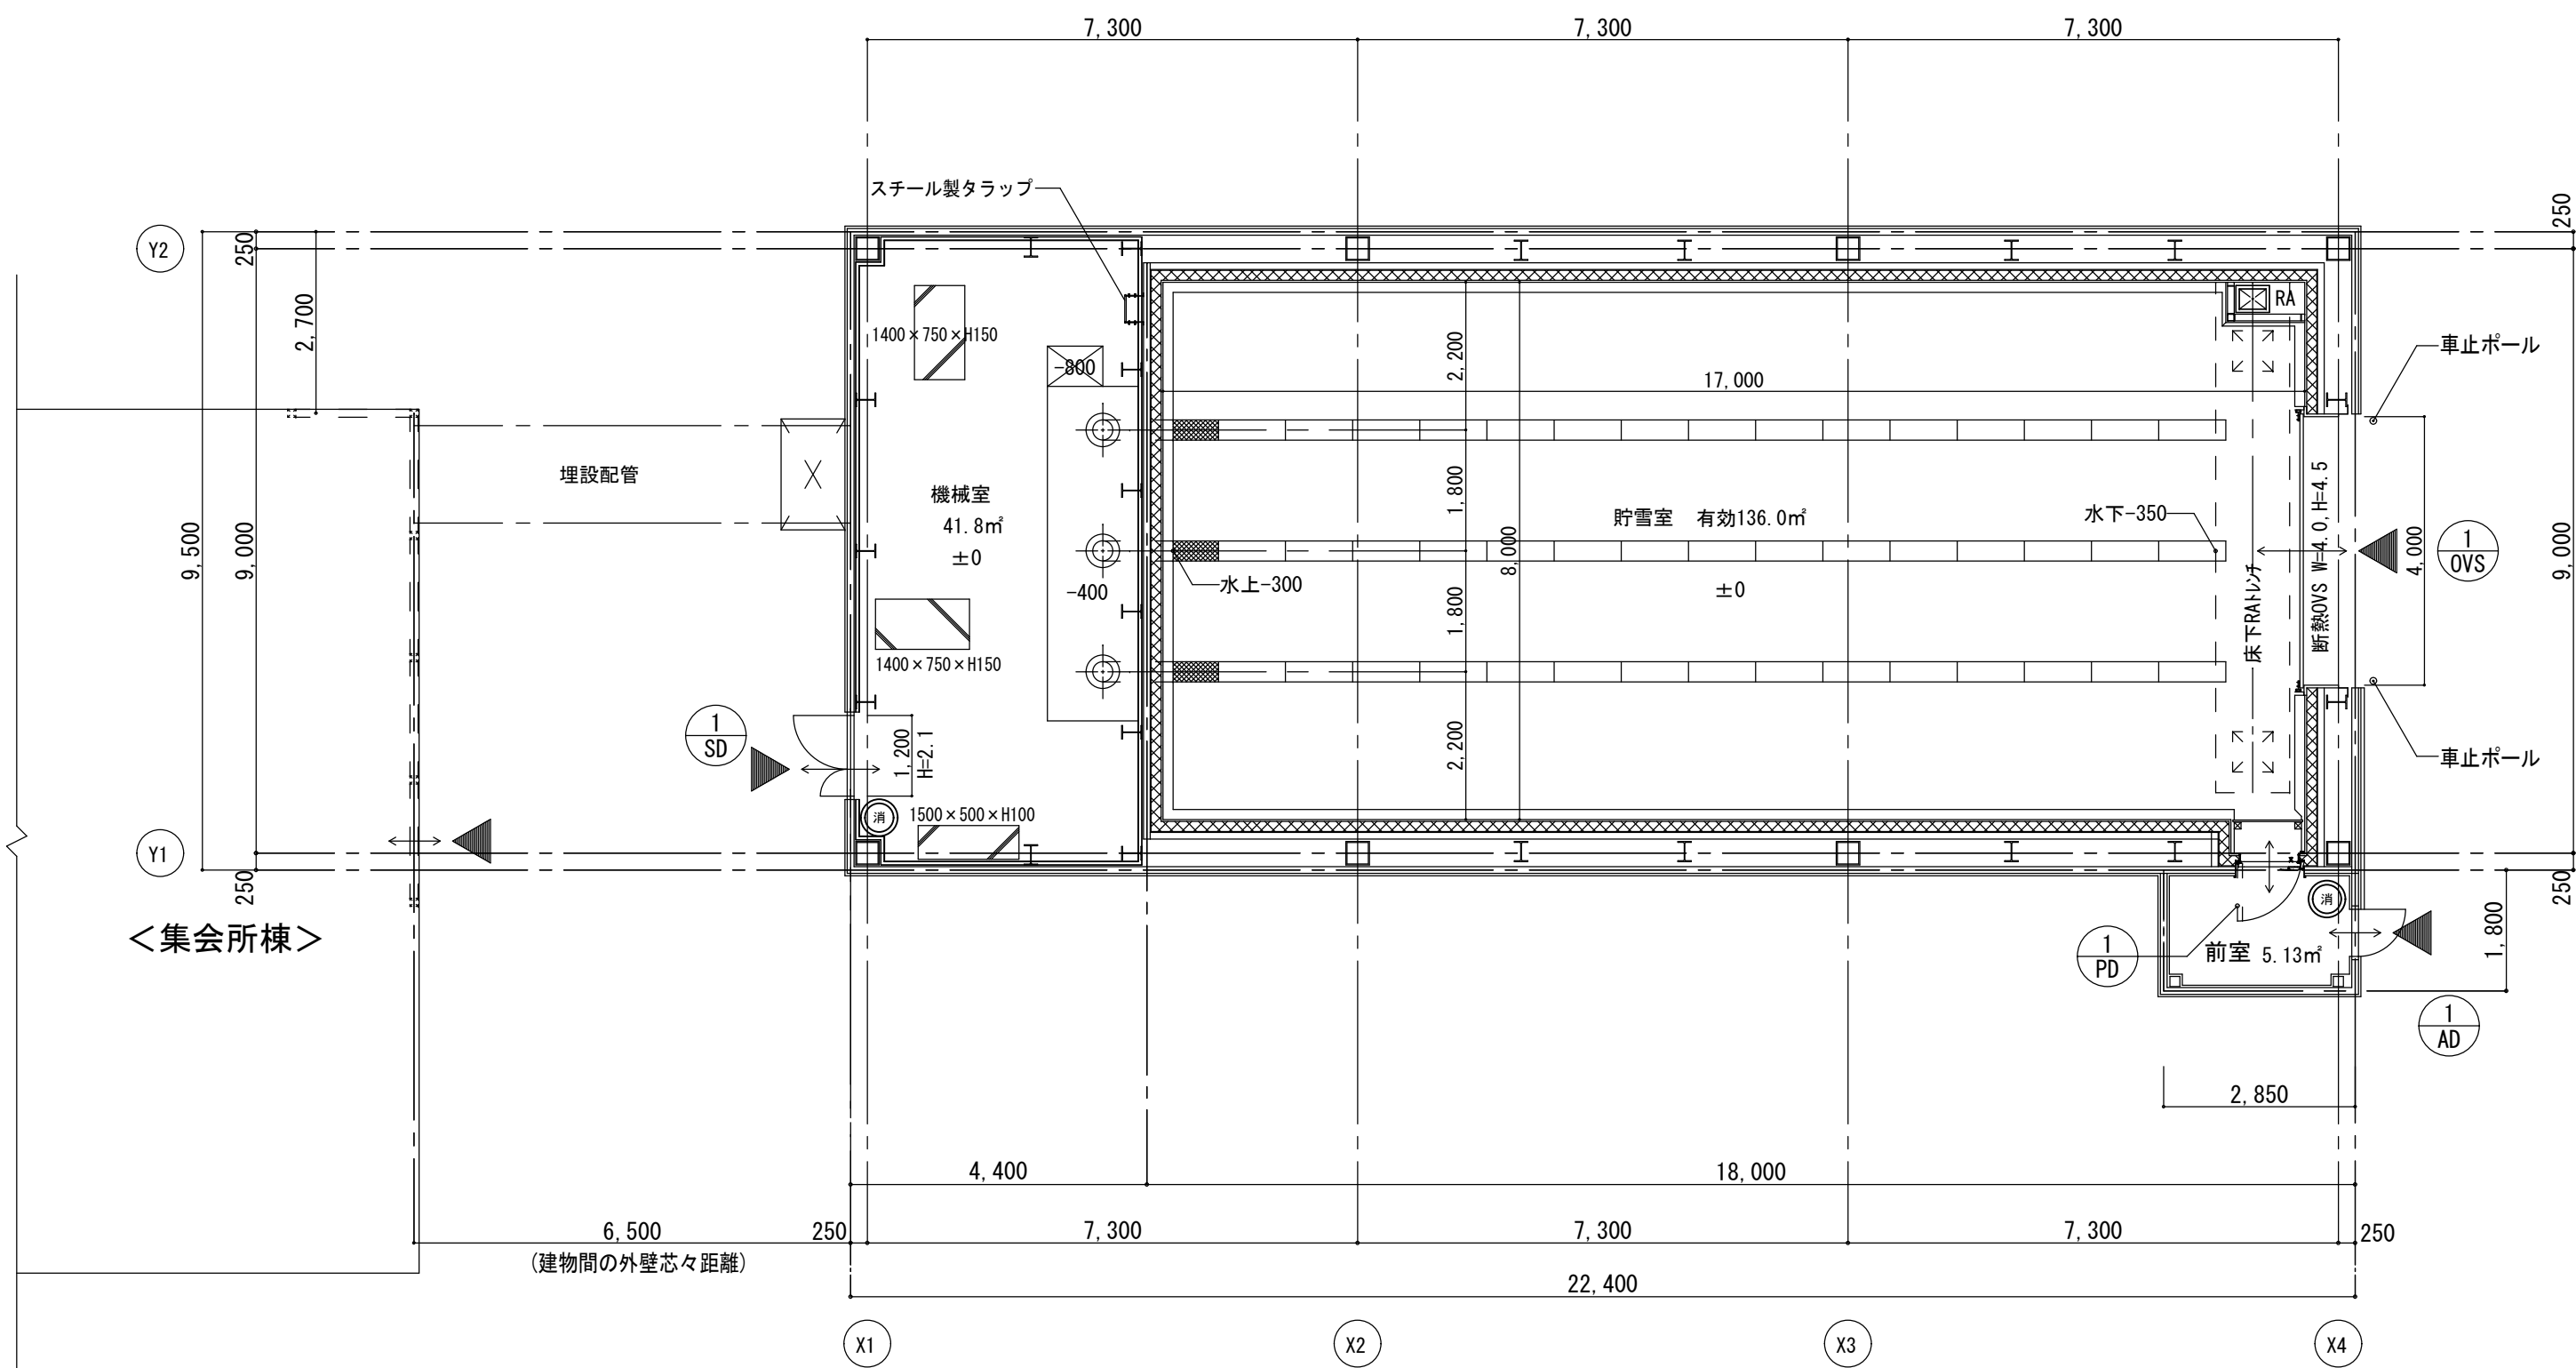 7,300
7,300
7,300
スチール製タラップ
Y2
250
250
2,700
1400×750×H150
-800
2,200
RA
車止ポール
17,000
埋設配管
機械室
41.8㎡
±0
9,500
9,000
1,800
8,000
貯雪室 有効136.0㎡
±0
水下-350
断熱OVS W=4.0,H=4.5
4,000
1
OVS
9,000
-400
水上-300
1,800
床下RAトレンチ
1400×750×H150
1
SD
1,200
H=2.1
2,200
車止ポール
消
1500×500×H100
Y1
250
250
消
<集会所棟>
1
PD
前室 5.13㎡
1,800
1
AD
2,850
4,400
18,000
6,500
250
7,300
7,300
7,300
250
(建物間の外壁芯々距離)
22,400
X1
X2
X3
X4